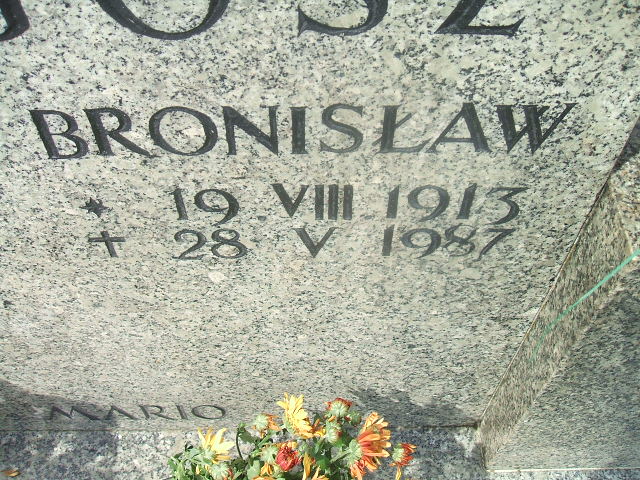 BRONISŁAW
* 19 VIII 1913
+ 28 V 1987
MARIO